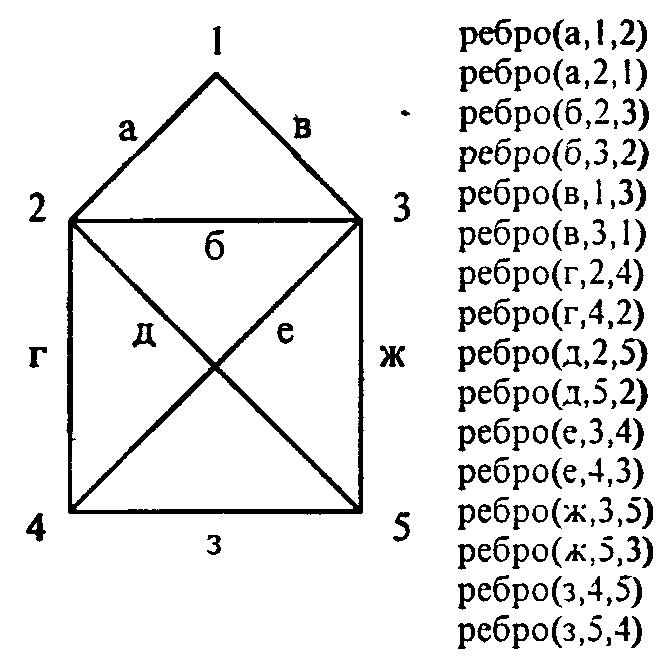 1
а
в
2
3
б
д
е
г
ж
4
5
з
ребро(а,1,2)
ребро(а,2,1)
ребро(б,2,3)
ребро(б,3,2)
ребро(в,1,3)
ребро(в,3,1)
ребро(г,2,4)
ребро(г,4,2)
ребро(д,2,5)
ребро(д,5,2)
ребро(е,3,4)
ребро(е,4,3)
ребро(ж,3,5)
ребро(ж,5,3)
ребро(з,4,5)
ребро(з,5,4)